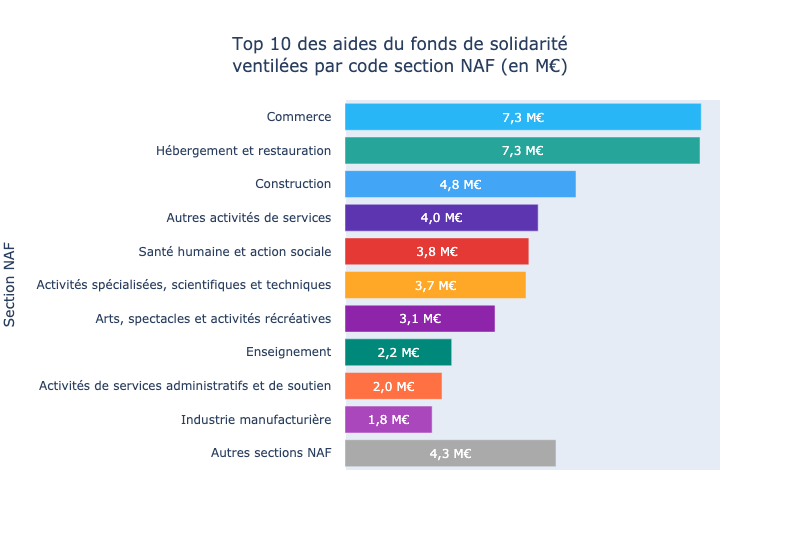 Top 10 des aides du fonds de solidarité
ventilées par code section NAF (en M€)
Section NAF
Commerce 7,3 M€
Hébergement et restauration 7,3 M€
Construction 4,8 M€
Autres activités de services 4,0 M€
Santé humaine et action sociale 3,8 M€
Activités spécialisées, scientifiques et techniques 3,7 M€
Arts, spectacles et activités récréatives 3,1 M€
Enseignement 2,2 M€
Activités de services administratifs et de soutien 2,0 M€
Industrie manufacturière 1,8 M€
Autres sections NAF 4,3 M€